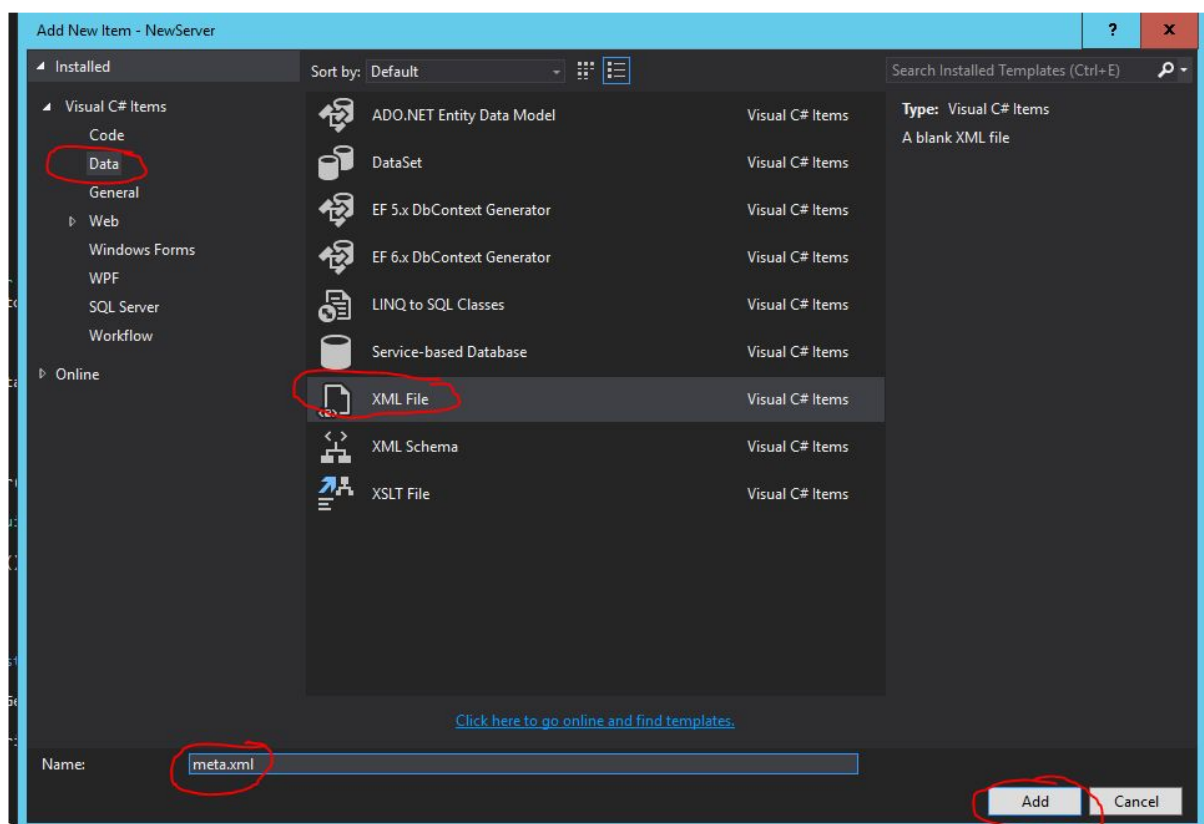 Add New Item - NewServer
? x
Installed
Sort by: Default
Search Installed Templates (Ctrl+E)
Visual C# Items
Code
Data
General
Web
Windows Forms
WPF
SQL Server
Workflow
Online
ADO.NET Entity Data Model Visual C# Items
DataSet Visual C# Items
EF 5.x DbContext Generator Visual C# Items
EF 6.x DbContext Generator Visual C# Items
LINQ to SQL Classes Visual C# Items
Service-based Database Visual C# Items
XML File Visual C# Items
XML Schema Visual C# Items
XSLT File Visual C# Items
Type: Visual C# Items
A blank XML file
Click here to go online and find templates.
Name: meta.xml
Add Cancel